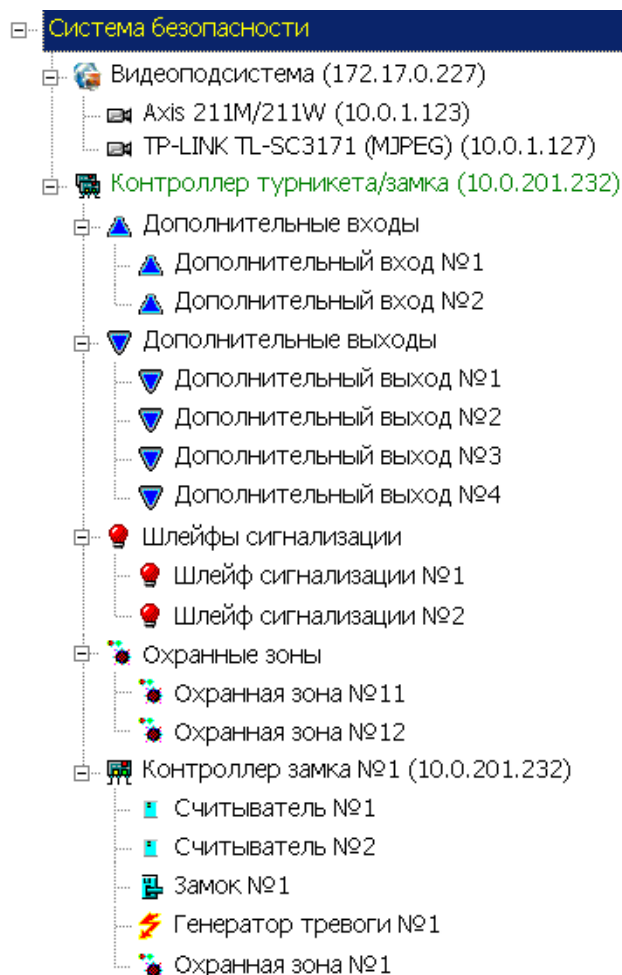 Система безопасности
Видеоподсистема (172.17.0.227)
Axis 211M/211W (10.0.1.123)
TP-LINK TL-SC3171 (MJPEG) (10.0.1.127)
Контроллер турникета/замка (10.0.201.232)
Дополнительные входы
Дополнительный вход №1
Дополнительный вход №2
Дополнительные выходы
Дополнительный выход №1
Дополнительный выход №2
Дополнительный выход №3
Дополнительный выход №4
Шлейфы сигнализации
Шлейф сигнализации №1
Шлейф сигнализации №2
Охранные зоны
Охранная зона №11
Охранная зона №12
Контроллер замка №1 (10.0.201.232)
Считыватель №1
Считыватель №2
Замок №1
Генератор тревоги №1
Охранная зона №1